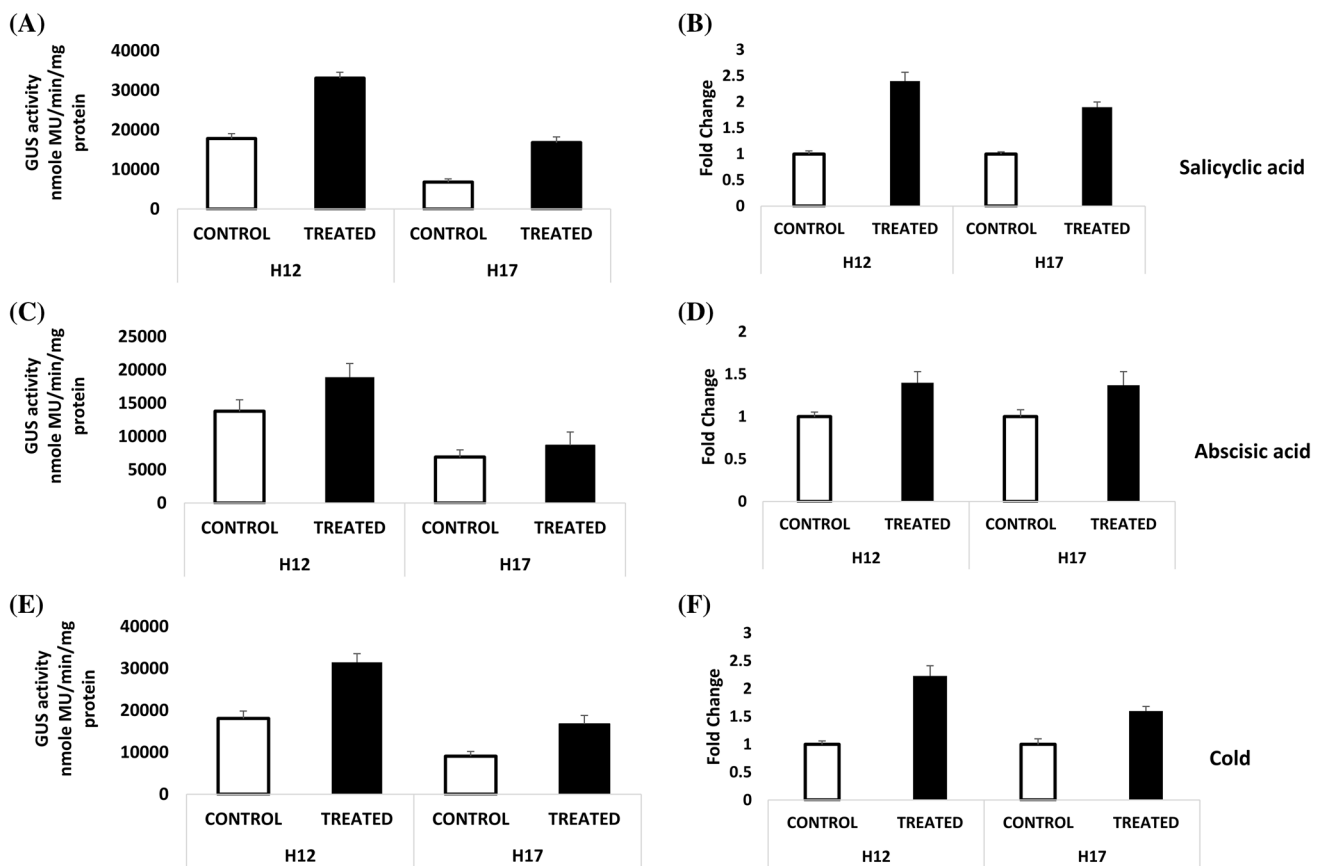 (A)
GUS activity
nmole MU/min/mg
protein
40000
30000
20000
10000
0
CONTROL TREATED CONTROL TREATED
H12 H17
(B)
Fold Change
3
2.5
2
1.5
1
0.5
0
CONTROL TREATED CONTROL TREATED
H12 H17
Salicyclic acid
(C)
GUS activity
nmole MU/min/mg
protein
25000
20000
15000
10000
5000
0
CONTROL TREATED CONTROL TREATED
H12 H17
(D)
Fold Change
2
1.5
1
0.5
0
CONTROL TREATED CONTROL TREATED
H12 H17
Abscisic acid
(E)
GUS activity
nmole MU/min/mg
protein
40000
30000
20000
10000
0
CONTROL TREATED CONTROL TREATED
H12 H17
(F)
Fold Change
3
2.5
2
1.5
1
0.5
0
CONTROL TREATED CONTROL TREATED
H12 H17
Cold